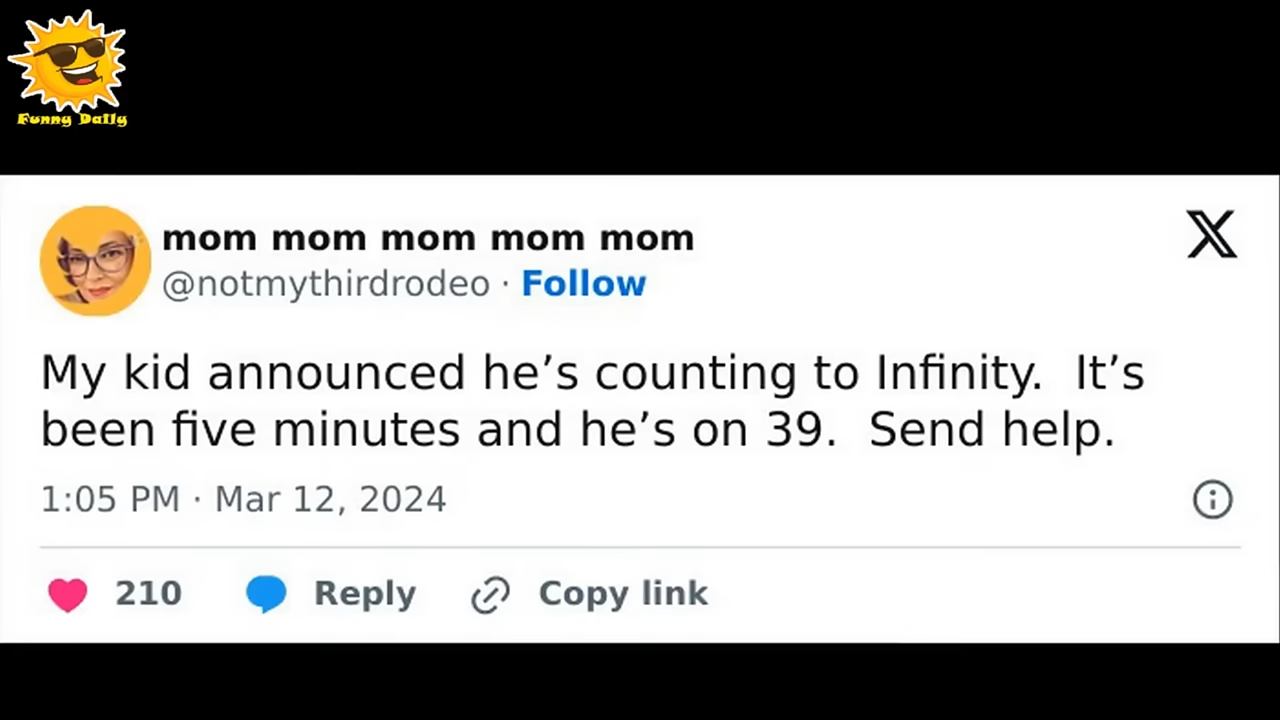 Funny Daily
mom mom mom mom mom
@notmythirdrodeo · Follow
My kid announced he’s counting to Infinity.  It’s
been five minutes and he’s on 39.  Send help.
1:05 PM · Mar 12, 2024
210 Reply Copy link